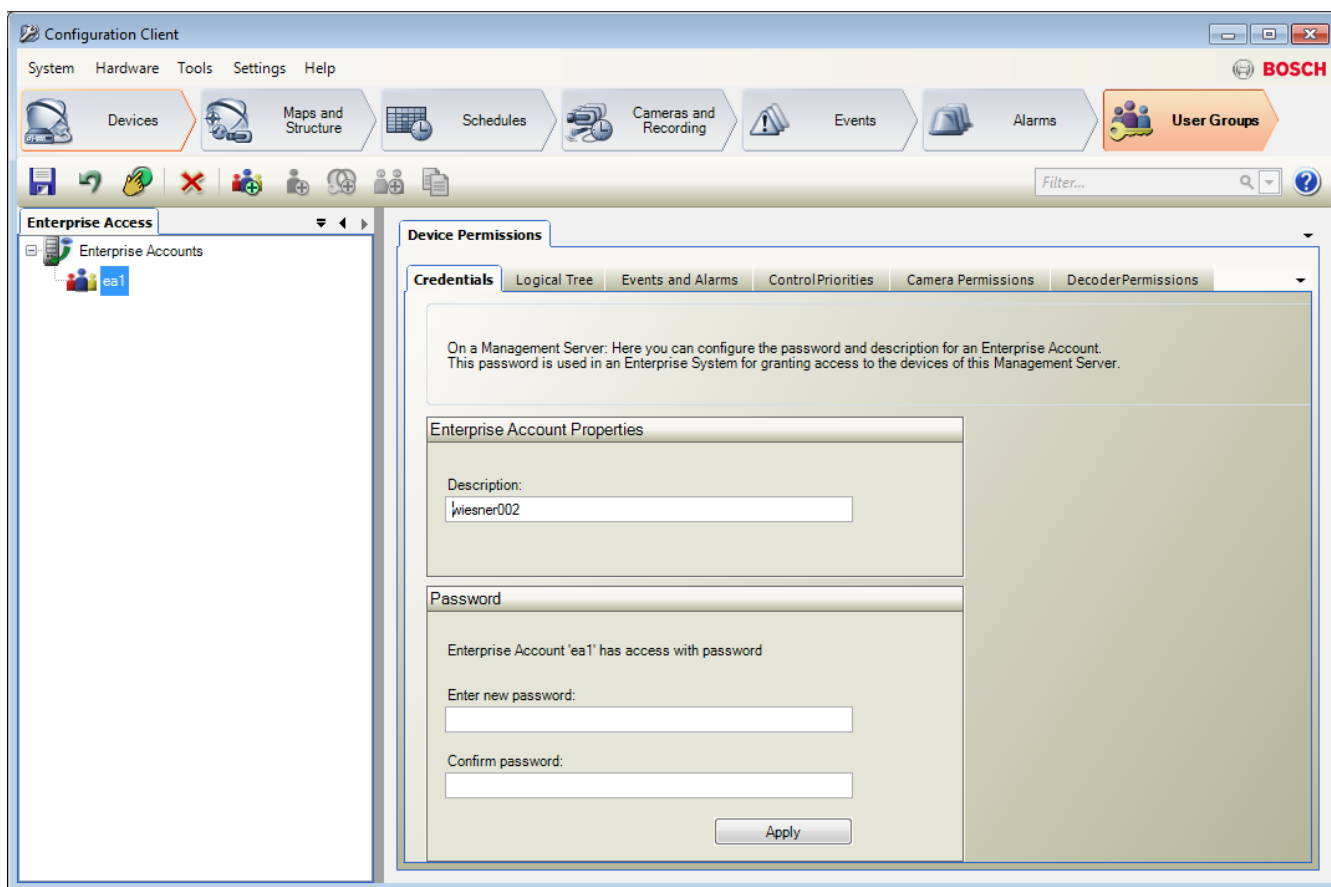 Configuration Client
System Hardware Tools Settings Help
BOSCH
Devices
Maps and
Structure
Schedules
Cameras and
Recording
Events
Alarms
User Groups
Filter...
Enterprise Access
Enterprise Accounts
ea1
Device Permissions
Credentials Logical Tree Events and Alarms ControlPriorities Camera Permissions DecoderPermissions
On a Management Server: Here you can configure the password and description for an Enterprise Account.
This password is used in an Enterprise System for granting access to the devices of this Management Server.
Enterprise Account Properties
Description:
wiesner002
Password
Enterprise Account 'ea1' has access with password
Enter new password:
Confirm password:
Apply